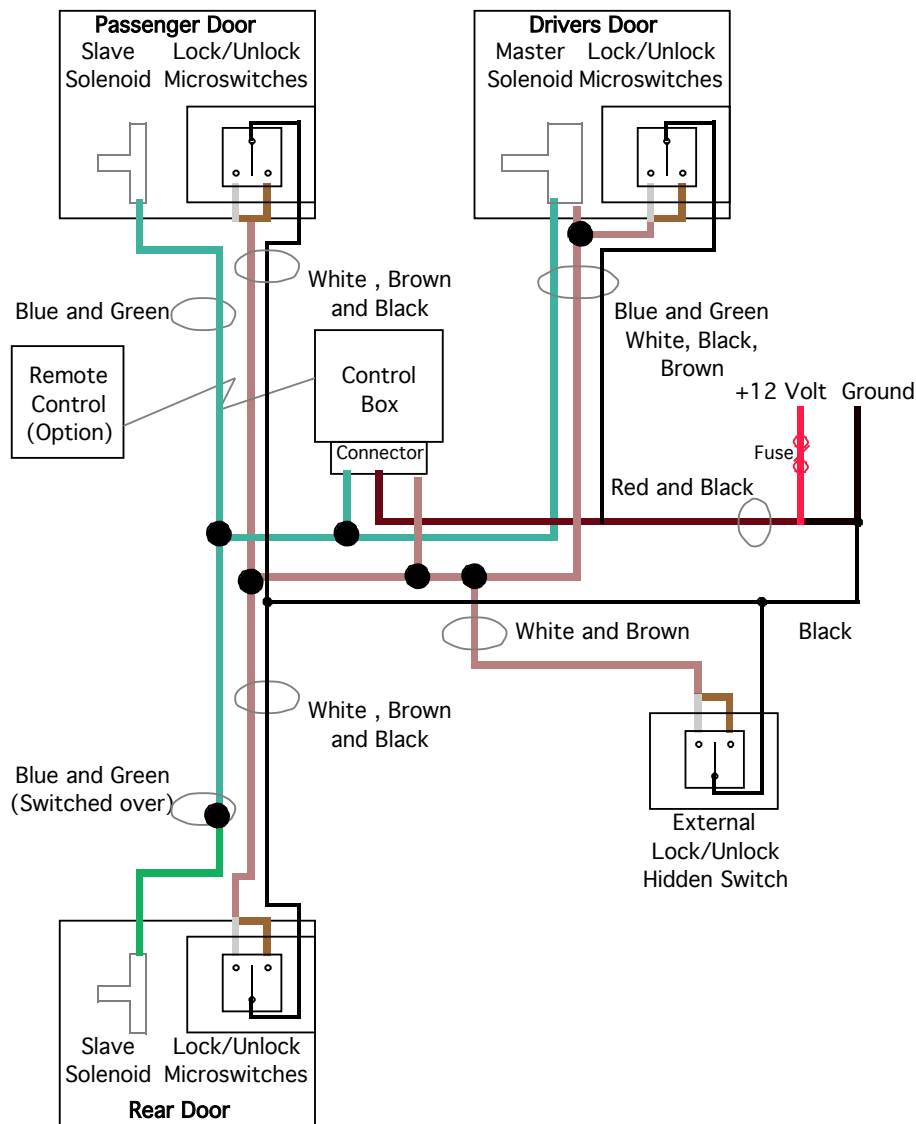 Passenger Door
Slave
Solenoid
Lock/Unlock
Microswitches
Drivers Door
Master
Solenoid
Lock/Unlock
Microswitches
White , Brown
and Black
Blue and Green
Blue and Green
White, Black,
Brown
Remote
Control
(Option)
Control
Box
Connector
+12 Volt
Ground
Fuse
Red and Black
White and Brown
Black
White , Brown
and Black
Blue and Green
(Switched over)
External
Lock/Unlock
Hidden Switch
Slave
Solenoid
Lock/Unlock
Microswitches
Rear Door